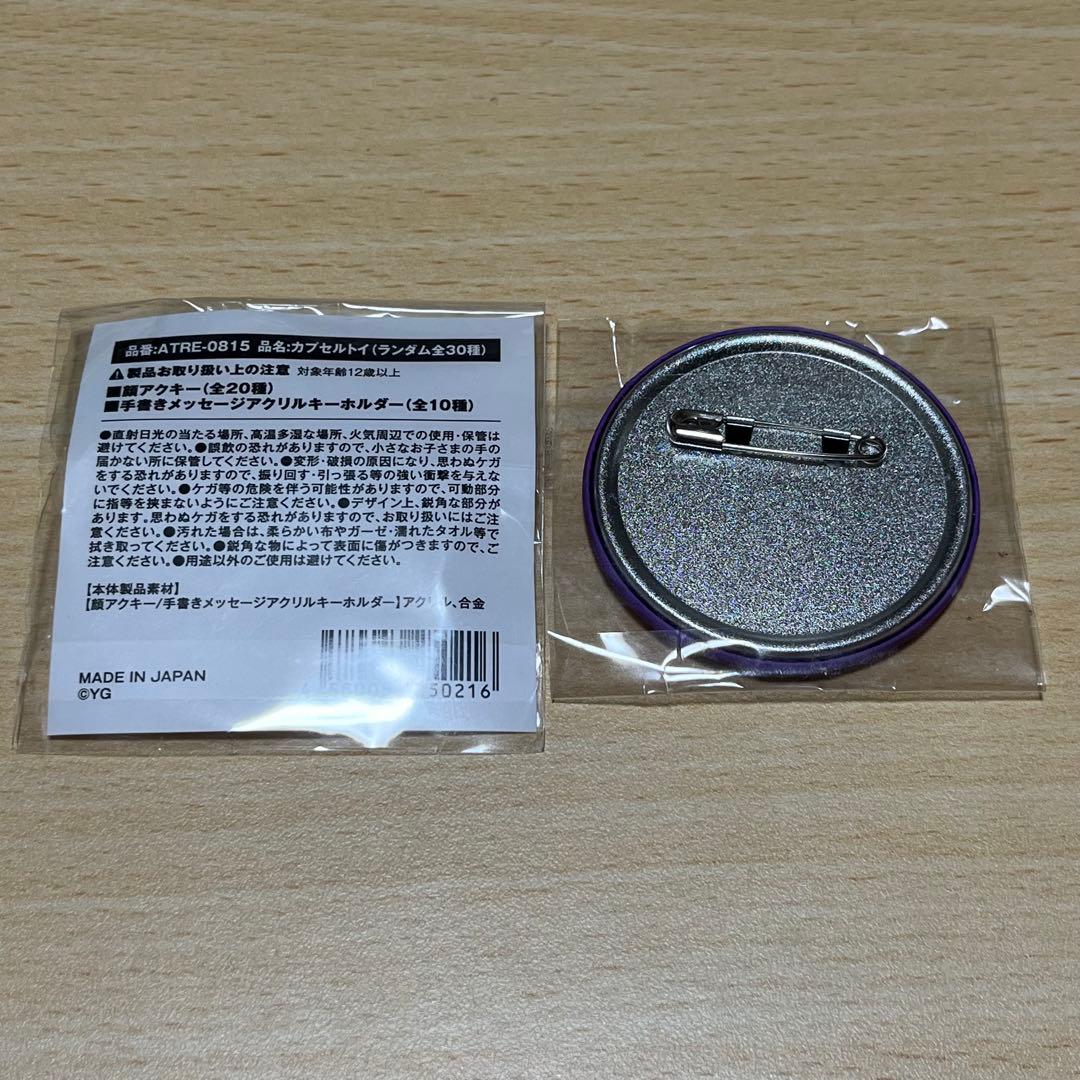 品番:ATRE-0815 品名:カプセルトイ(ランダム全30種)
⚠製品お取り扱い上の注意 対象年齢12歳以上
■顔アクキー(全20種)
■手書きメッセージアクリルキーホルダー(全10種)
●直射日光の当たる場所、高温多湿な場所、火気周辺での使用・保管は
避けてください。●誤飲の恐れがありますので、小さなお子さまの手の
届かない所に保管してください。●変形・破損の原因になり、思わぬケガ
をする恐れがありますので、振り回す・引っ張る等の強い衝撃を与えな
いでください。●ケガ等の危険を伴う可能性がありますので、可動部分
に指等を挟まないようにご注意ください。●デザイン上、鋭角な部分が
あります。思わぬケガをする恐れがありますので、お取り扱いにはご注
意ください。●汚れた場合は、柔らかい布やガーゼ・濡れたタオル等で
拭き取ってください。●鋭角な物によって表面に傷がつきますので、ご
注意ください。●用途以外のご使用は避けてください。
【本体製品素材】
【顔アクキー/手書きメッセージアクリルキーホルダー】アクリル、合金
MADE IN JAPAN
©YG
50216